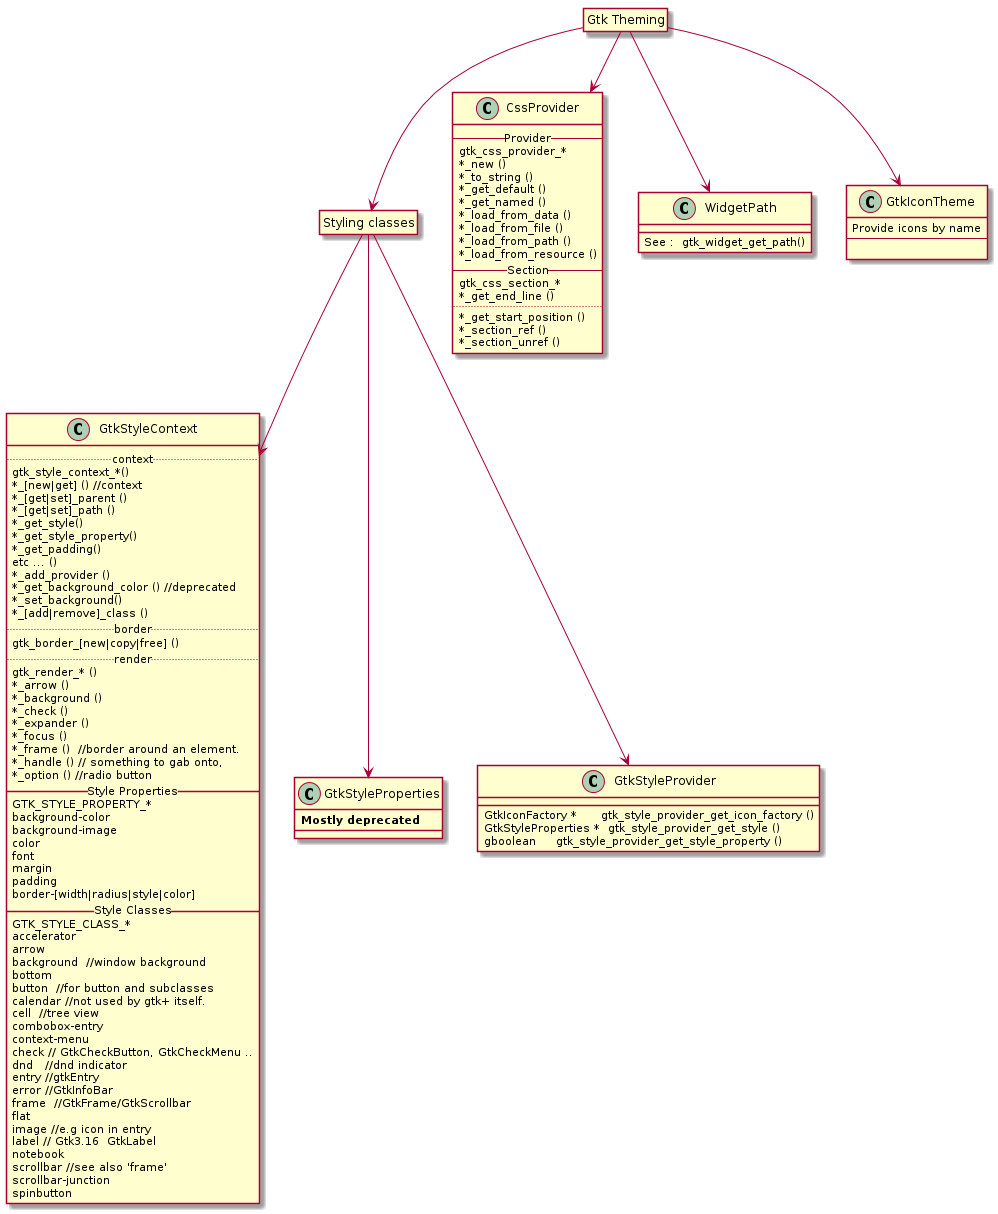 Gtk Theming
C CssProvider
Provider
gtk_css_provider_*
*_new ()
*_to_string ()
*_get_default ()
*_get_named ()
*_load_from_data ()
*_load_from_file ()
*_load_from_path ()
*_load_from_resource ()
Section
gtk_css_section_*
*_get_end_line ()
*_get_start_position ()
*_section_ref ()
*_section_unref ()
C WidgetPath
See : gtk_widget_get_path()
C GtkIconTheme
Provide icons by name
Styling classes
C GtkStyleContext
context
gtk_style_context_*()
*_[new|get] () //context
*_[get|set]_parent ()
*_[get|set]_path ()
*_get_style()
*_get_style_property()
*_get_padding()
etc ... ()
*_add_provider ()
*_get_background_color () //deprecated
*_set_background()
*_[add|remove]_class ()
border
gtk_border_[new|copy|free] ()
render
gtk_render_* ()
*_arrow ()
*_background ()
*_check ()
*_expander ()
*_focus ()
*_frame ()  //border around an element.
*_handle () // something to gab onto,
*_option () //radio button
Style Properties
GTK_STYLE_PROPERTY_*
background-color
background-image
color
font
margin
padding
border-[width|radius|style|color]
Style Classes
GTK_STYLE_CLASS_*
accelerator
arrow
background  //window background
bottom
button  //for button and subclasses
calendar //not used by gtk+ itself.
cell  //tree view
combobox-entry
context-menu
check // GtkCheckButton, GtkCheckMenu ..
dnd   //dnd indicator
entry //gtkEntry
error //GtkInfoBar
frame  //GtkFrame/GtkScrollbar
flat
image //e.g icon in entry
label // Gtk3.16  GtkLabel
notebook
scrollbar //see also 'frame'
scrollbar-junction
spinbutton
C GtkStyleProperties
Mostly deprecated
C GtkStyleProvider
GtkIconFactory *       gtk_style_provider_get_icon_factory ()
GtkStyleProperties *  gtk_style_provider_get_style ()
gboolean      gtk_style_provider_get_style_property ()